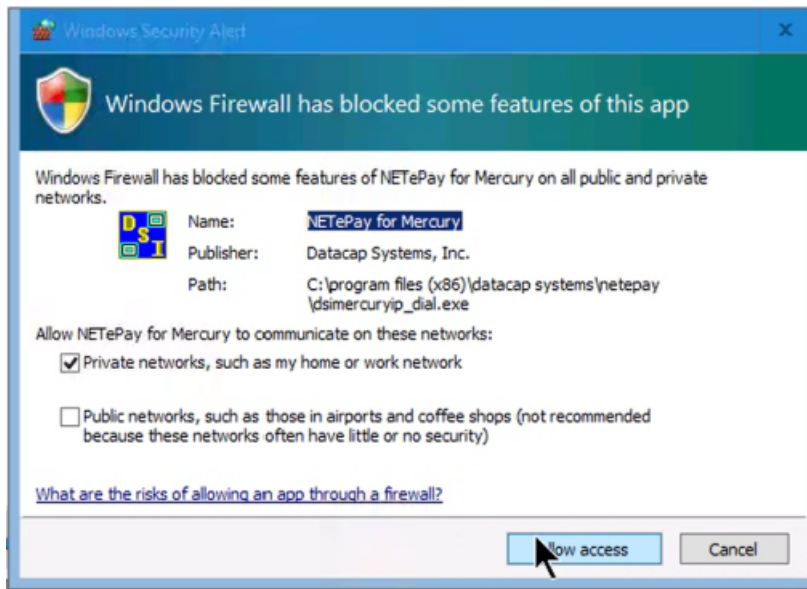 Windows Security Alert
Windows Firewall has blocked some features of this app
Windows Firewall has blocked some features of NETePay for Mercury on all public and private
networks.
DSI
Name: NETePay for Mercury
Publisher: Datacap Systems, Inc.
Path: C:\program files (x86)\datacap systems\netepay
\dsimercuryip_dial.exe
Allow NETePay for Mercury to communicate on these networks:
Private networks, such as my home or work network
Public networks, such as those in airports and coffee shops (not recommended
because these networks often have little or no security)
What are the risks of allowing an app through a firewall?
llow access Cancel